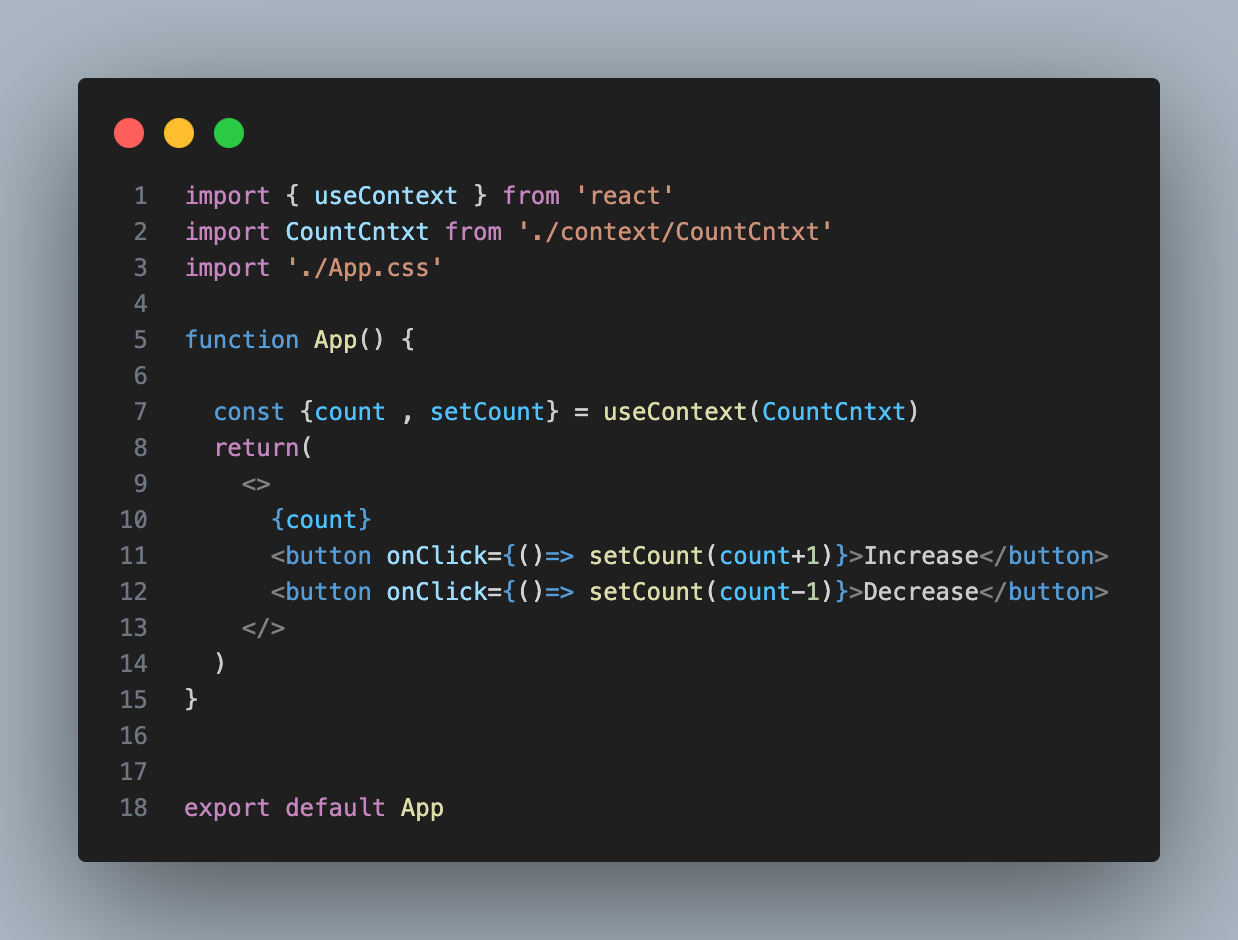 1 import { useContext } from 'react'
2 import CountCntxt from './context/CountCntxt'
3 import './App.css'
4
5 function App() {
6
7   const {count , setCount} = useContext(CountCntxt)
8   return(
9     <>
10       {count}
11       <button onClick={()=> setCount(count+1)}>Increase</button>
12       <button onClick={()=> setCount(count-1)}>Decrease</button>
13     </>
14   )
15 }
16
17
18 export default App